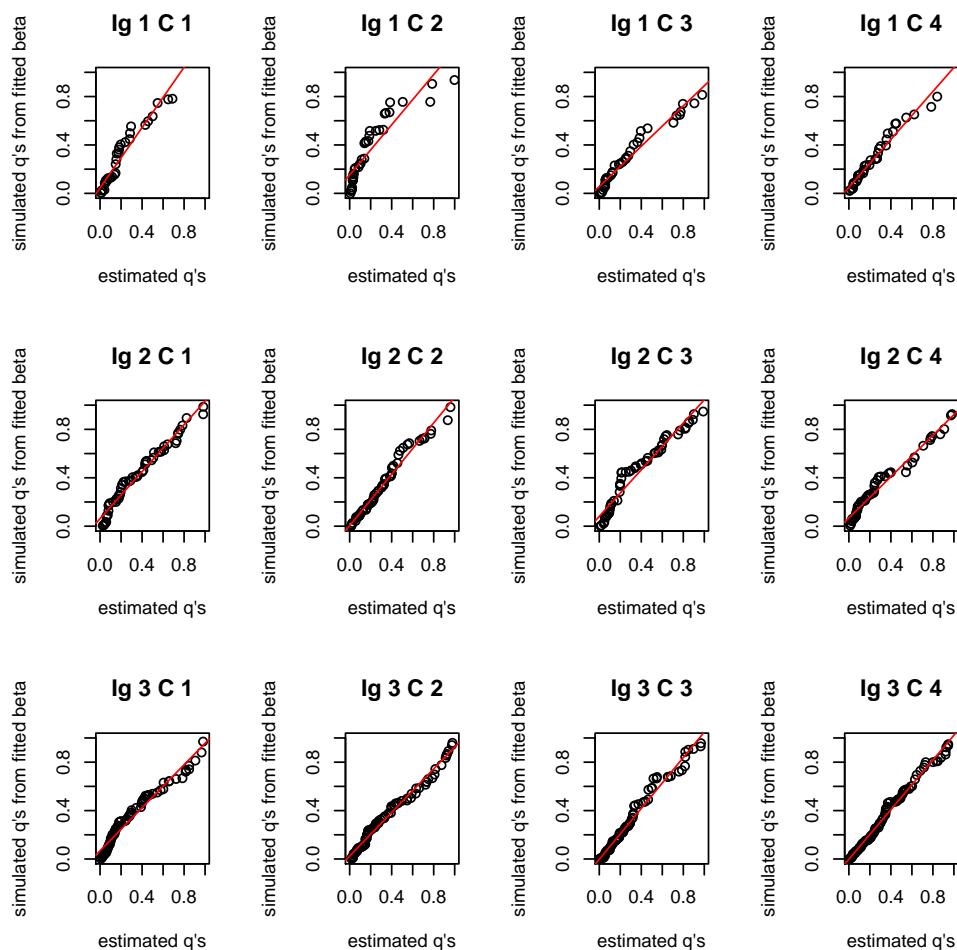 Ig 1 C 1
simulated q's from fitted beta
0.0 0.4 0.8
0.0 0.4 0.8
estimated q's
Ig 1 C 2
simulated q's from fitted beta
0.0 0.4 0.8
0.0 0.4 0.8
estimated q's
Ig 1 C 3
simulated q's from fitted beta
0.0 0.4 0.8
0.0 0.4 0.8
estimated q's
Ig 1 C 4
simulated q's from fitted beta
0.0 0.4 0.8
0.0 0.4 0.8
estimated q's
Ig 2 C 1
simulated q's from fitted beta
0.0 0.4 0.8
0.0 0.4 0.8
estimated q's
Ig 2 C 2
simulated q's from fitted beta
0.0 0.4 0.8
0.0 0.4 0.8
estimated q's
Ig 2 C 3
simulated q's from fitted beta
0.0 0.4 0.8
0.0 0.4 0.8
estimated q's
Ig 2 C 4
simulated q's from fitted beta
0.0 0.4 0.8
0.0 0.4 0.8
estimated q's
Ig 3 C 1
simulated q's from fitted beta
0.0 0.4 0.8
0.0 0.4 0.8
estimated q's
Ig 3 C 2
simulated q's from fitted beta
0.0 0.4 0.8
0.0 0.4 0.8
estimated q's
Ig 3 C 3
simulated q's from fitted beta
0.0 0.4 0.8
0.0 0.4 0.8
estimated q's
Ig 3 C 4
simulated q's from fitted beta
0.0 0.4 0.8
0.0 0.4 0.8
estimated q's